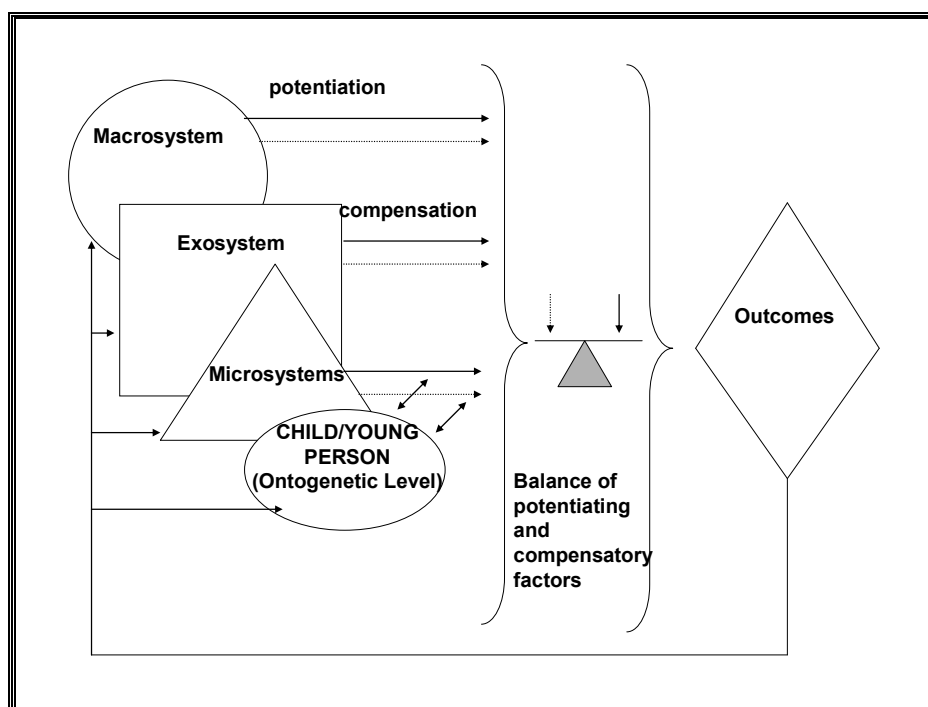 potentiation
Macrosystem
compensation
Exosystem
Outcomes
Microsystems
CHILD/YOUNG
PERSON
(Ontogenetic Level)
Balance of
potentiating
and
compensatory
factors